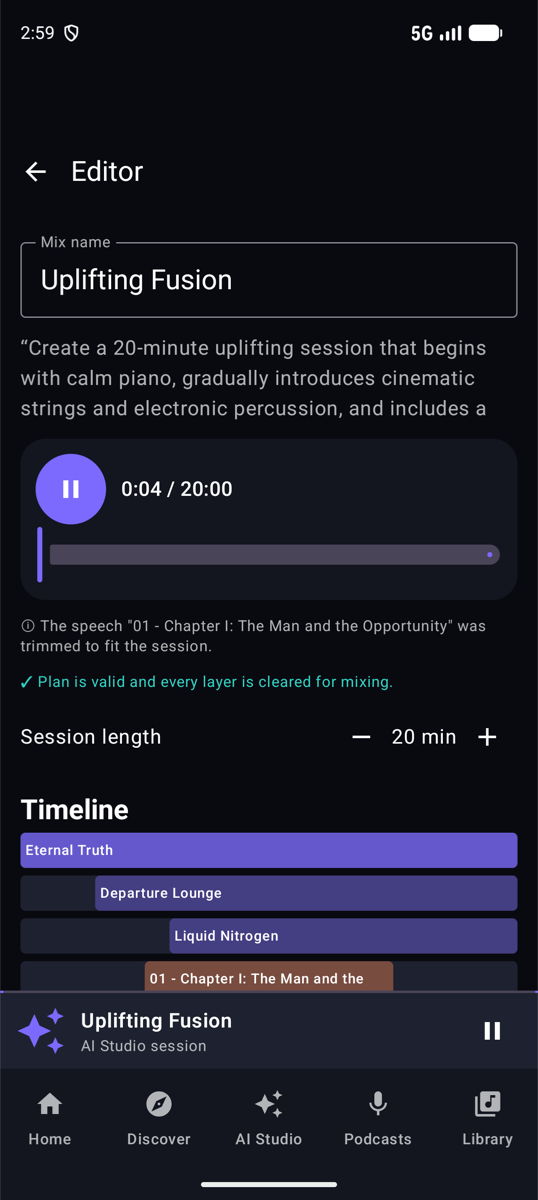 2:59
5G
Editor
Mix name
Uplifting Fusion
“Create a 20-minute uplifting session that begins
with calm piano, gradually introduces cinematic
strings and electronic percussion, and includes a
0:04 / 20:00
ⓘ The speech "01 - Chapter I: The Man and the Opportunity" was
trimmed to fit the session.
✓ Plan is valid and every layer is cleared for mixing.
Session length
− 20 min +
Timeline
Eternal Truth
Departure Lounge
Liquid Nitrogen
01 - Chapter I: The Man and the
Uplifting Fusion
AI Studio session
Home
Discover
AI Studio
Podcasts
Library